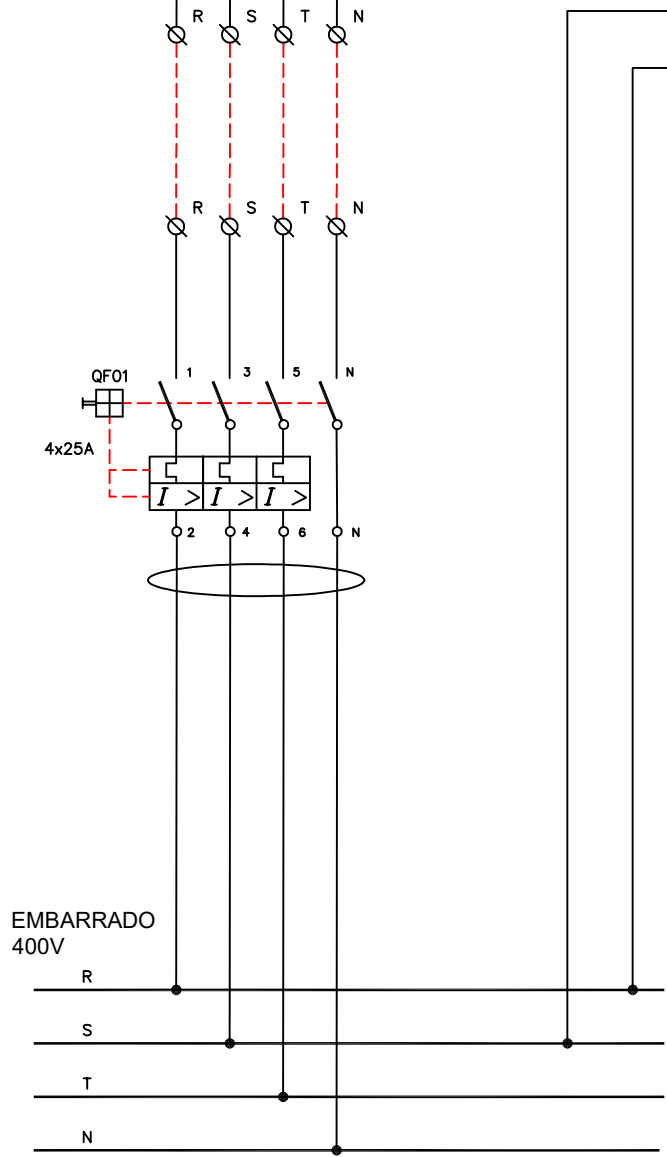 R S T N
R S T N
QF01
1 3 5 N
4x25A
I > I > I >
2 4 6 N
EMBARRADO
400V
R
S
T
N